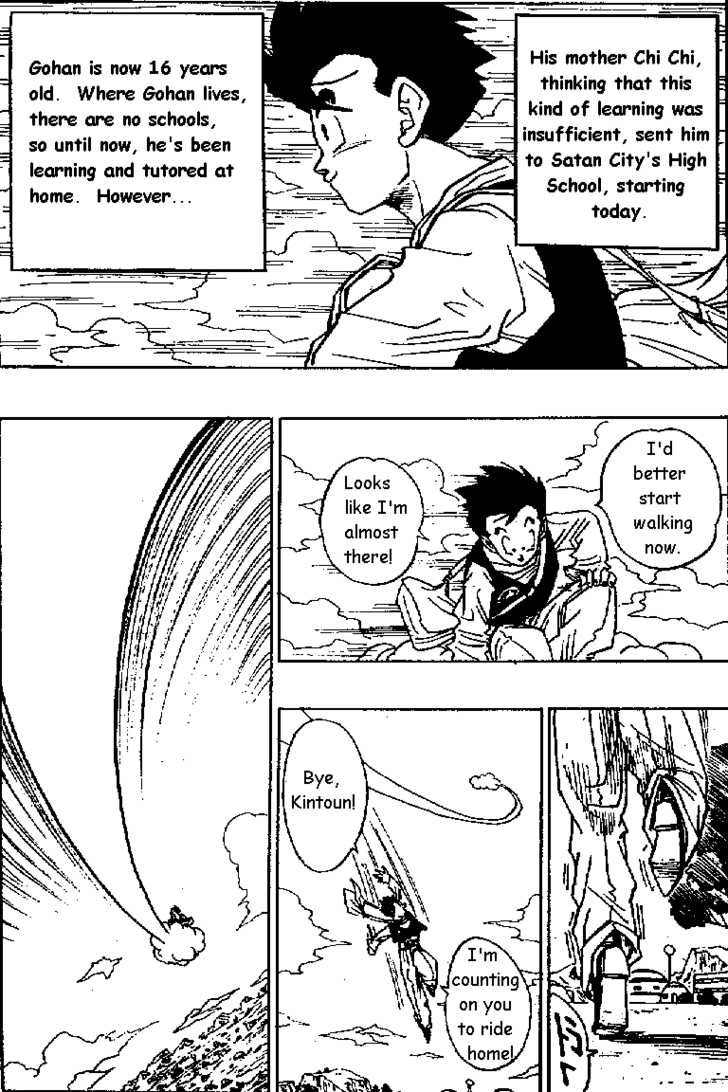 Gohan is now 16 years
old. Where Gohan lives,
there are no schools,
so until now, he's been
learning and tutored at
home. However...
His mother Chi Chi,
thinking that this
kind of learning was
insufficient, sent him
to Satan City's High
School, starting
today.
Looks
like I'm
almost
there!
I'd
better
start
walking
now.
Bye,
Kintoun!
I'm
counting
on you
to ride
home!